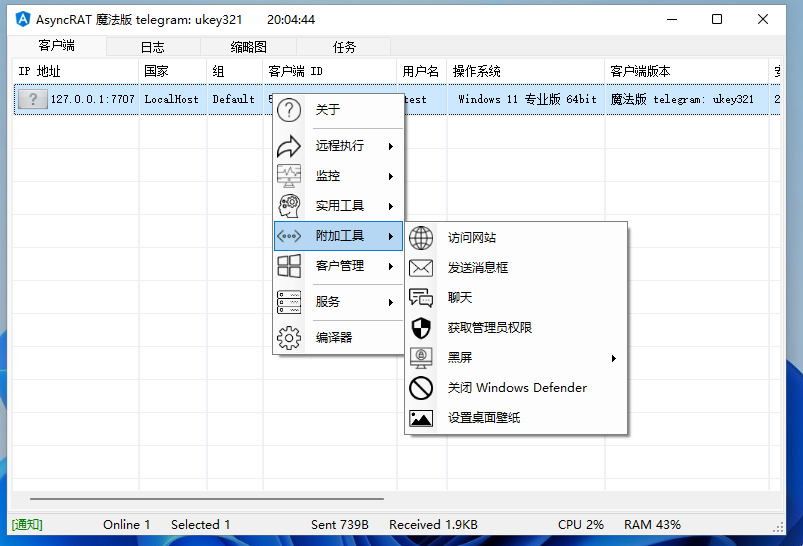 AsyncRAT 魔法版 telegram: ukey321 20:04:44
客户端 日志 缩略图 任务
IP 地址 国家 组 客户端 ID 用户名 操作系统 客户端版本
? 127.0.0.1:7707 LocalHost Default test Windows 11 专业版 64bit 魔法版 telegram: ukey321 2
关于
远程执行
监控
实用工具
附加工具
客户管理
服务
编译器
访问网站
发送消息框
聊天
获取管理员权限
黑屏
关闭 Windows Defender
设置桌面壁纸
[通知] Online 1 Selected 1 Sent 739B Received 1.9KB CPU 2% RAM 43%